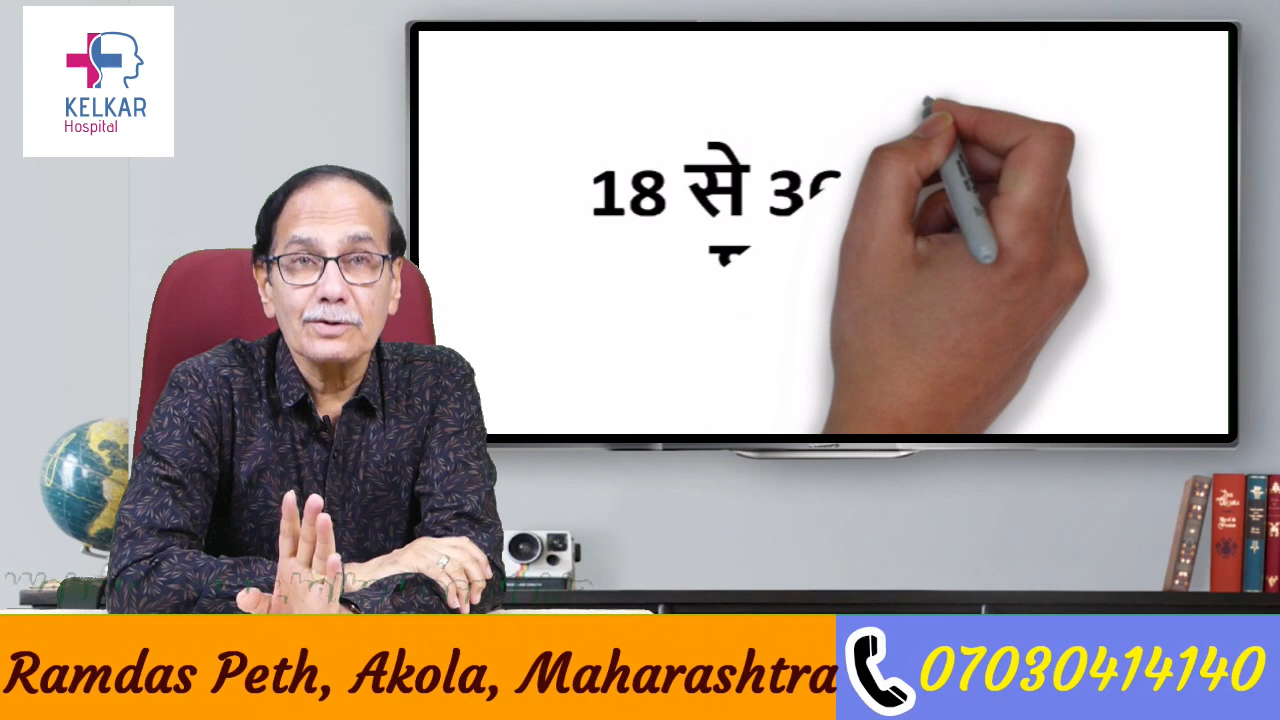 KELKAR
Hospital
18 से
Ramdas Peth, Akola, Maharashtra
07030414140